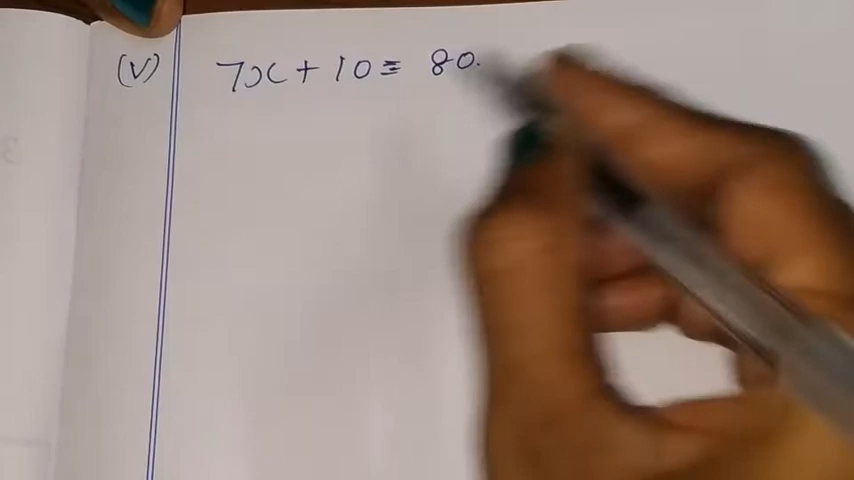 (v) 7x + 10 = 80.